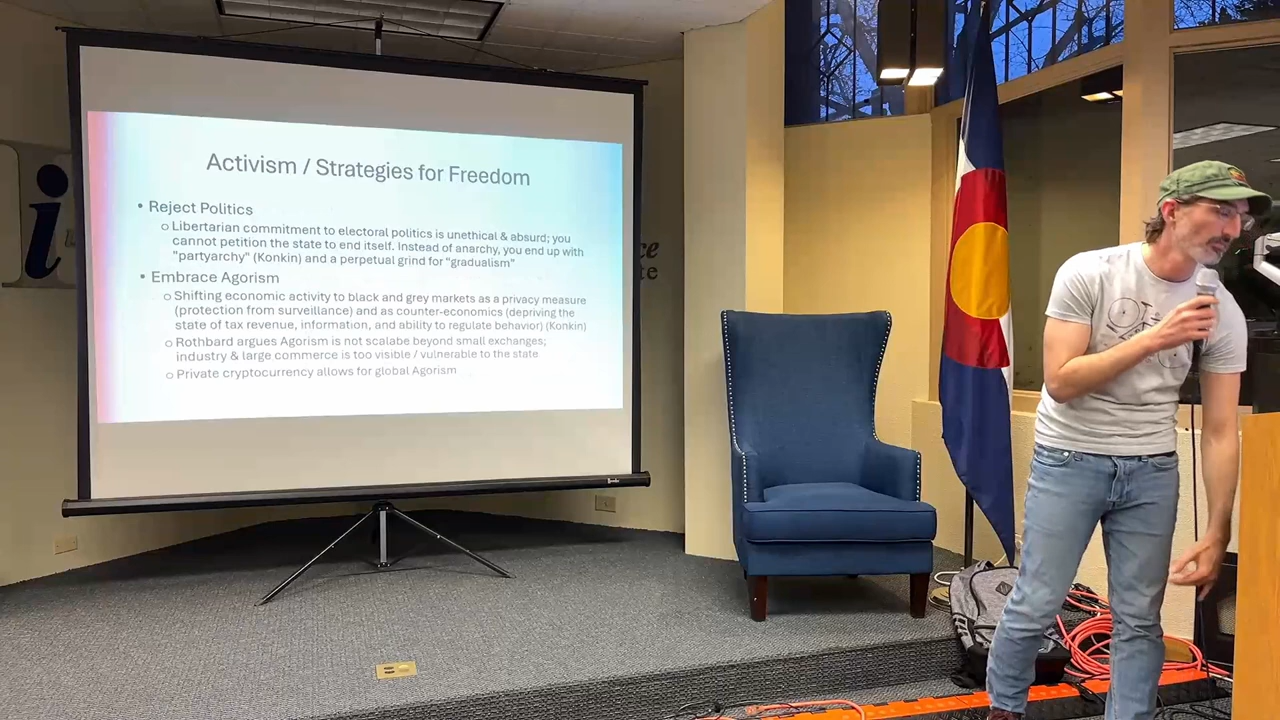 Activism / Strategies for Freedom
• Reject Politics
o Libertarian commitment to electoral politics is unethical & absurd; you
cannot petition the state to end itself. Instead of anarchy, you end up with
"partyarchy" (Konkin) and a perpetual grind for "gradualism"
• Embrace Agorism
o Shifting economic activity to black and grey markets as a privacy measure
(protection from surveillance) and as counter-economics (depriving the
state of tax revenue, information, and ability to regulate behavior) (Konkin)
o Rothbard argues Agorism is not scalabe beyond small exchanges;
industry & large commerce is too visible / vulnerable to the state
o Private cryptocurrency allows for global Agorism